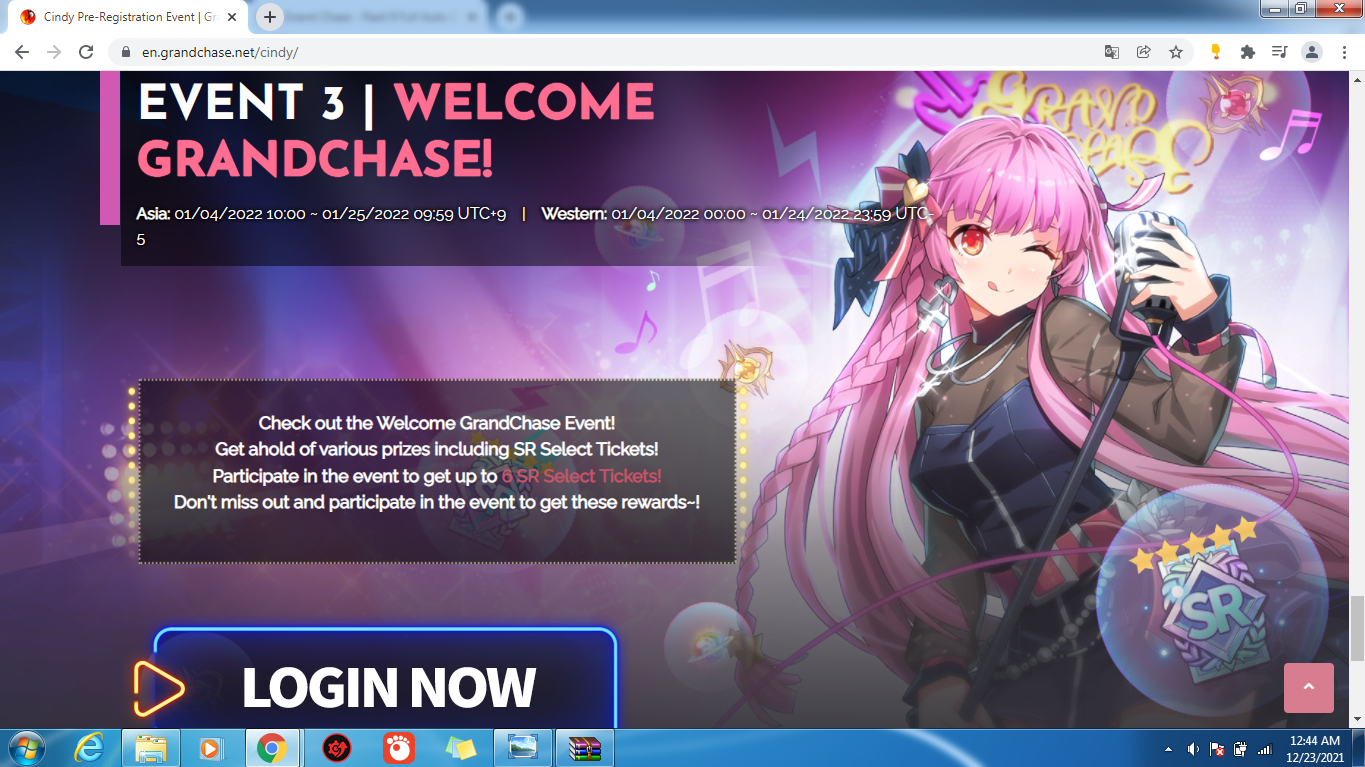 Cindy Pre-Registration Event | Gr
en.grandchase.net/cindy/
GRAND
CHASE
EVENT 3 | WELCOME
GRANDCHASE!
Asia: 01/04/2022 10:00 ~ 01/25/2022 09:59 UTC+9 | Western: 01/04/2022 00:00 ~ 01/24/2022 23:59 UTC-
5
Check out the Welcome GrandChase Event!
Get ahold of various prizes including SR Select Tickets!
Participate in the event to get up to 6 SR Select Tickets!
Don't miss out and participate in the event to get these rewards~!
SR
LOGIN NOW
12:44 AM
12/23/2021